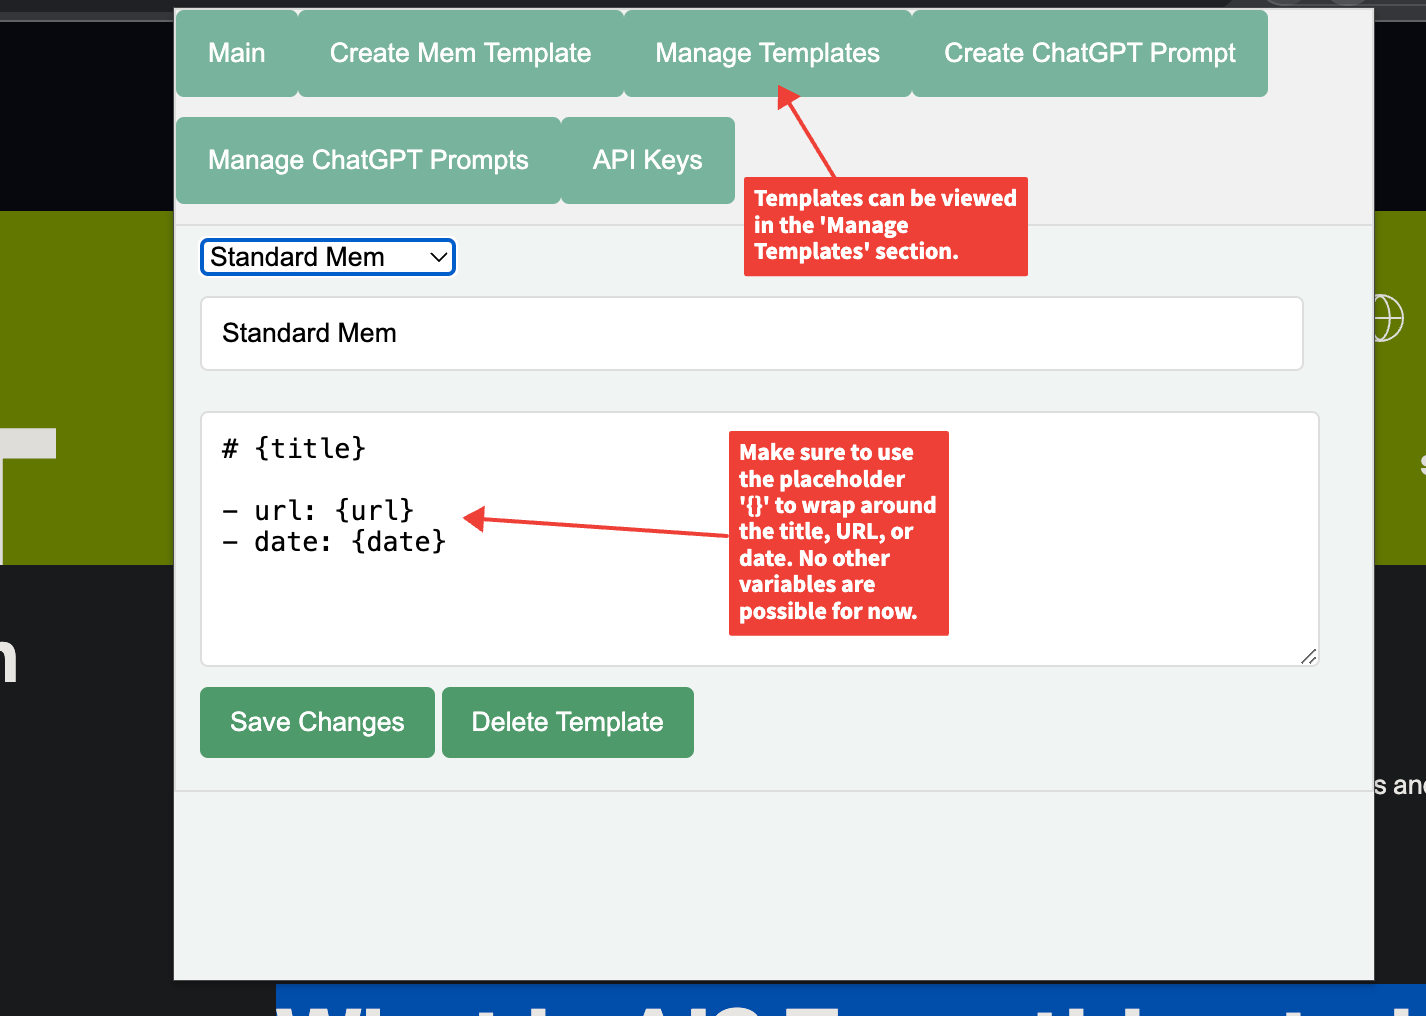 Main
Create Mem Template
Manage Templates
Create ChatGPT Prompt
Manage ChatGPT Prompts
API Keys
Templates can be viewed
in the 'Manage
Templates' section.
Standard Mem
Standard Mem
# {title}
- url: {url}
- date: {date}
Make sure to use
the placeholder
'{}' to wrap around
the title, URL, or
date. No other
variables are
possible for now.
Save Changes
Delete Template